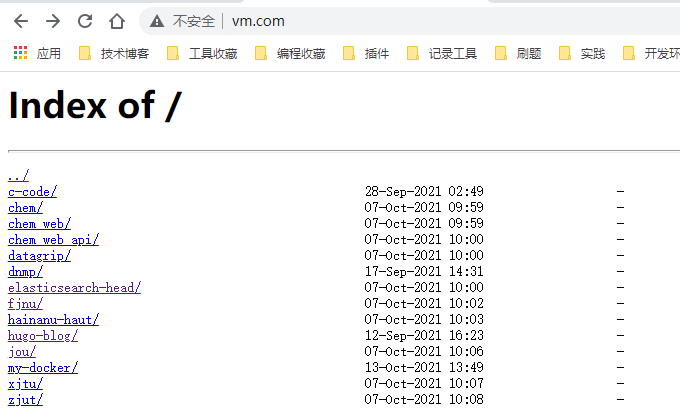 不安全 | vm.com
应用 技术博客 工具收藏 编程收藏 插件 记录工具 刷题 实践 开发环
Index of /
../
c-code/ 28-Sep-2021 02:49 -
chem/ 07-Oct-2021 09:59 -
chem_web/ 07-Oct-2021 09:59 -
chem_web_api/ 07-Oct-2021 10:00 -
datagrip/ 07-Oct-2021 10:00 -
dnmp/ 17-Sep-2021 14:31 -
elasticsearch-head/ 07-Oct-2021 10:00 -
fjnu/ 07-Oct-2021 10:02 -
hainanu-haut/ 07-Oct-2021 10:03 -
hugo-blog/ 12-Sep-2021 16:23 -
jou/ 07-Oct-2021 10:06 -
my-docker/ 13-Oct-2021 13:49 -
xjtu/ 07-Oct-2021 10:07 -
zjut/ 07-Oct-2021 10:08 -